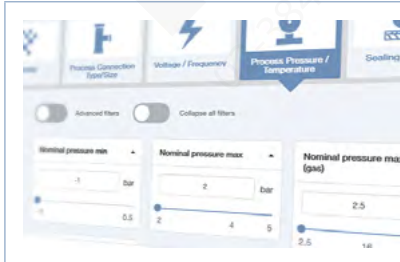 Process Connection
Type/Size
Voltage / Frequency
Process Pressure /
Temperature
Sealing
Advanced filters
Collapse all filters
Nominal pressure min
-1
bar
-1
0.5
Nominal pressure max
2
bar
2
4
5
Nominal pressure max
(gas)
2.5
2.5
16